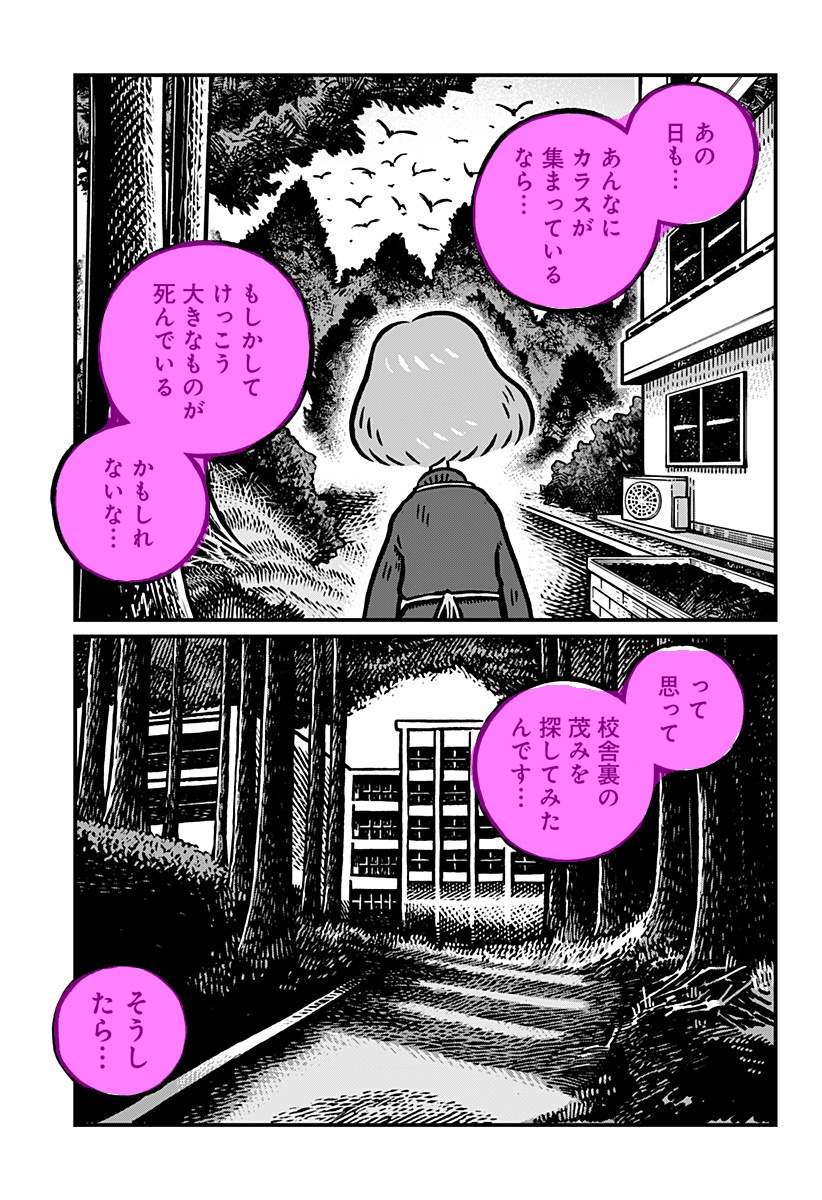 あの
日も…
あんなに
カラスが
集まっている
なら…
もしかして
けっこう
大きなものが
死んでいる
かもしれ
ないな…
って
思って
校舎裏の
茂みを
探してみた
んです…
そうし
たら…